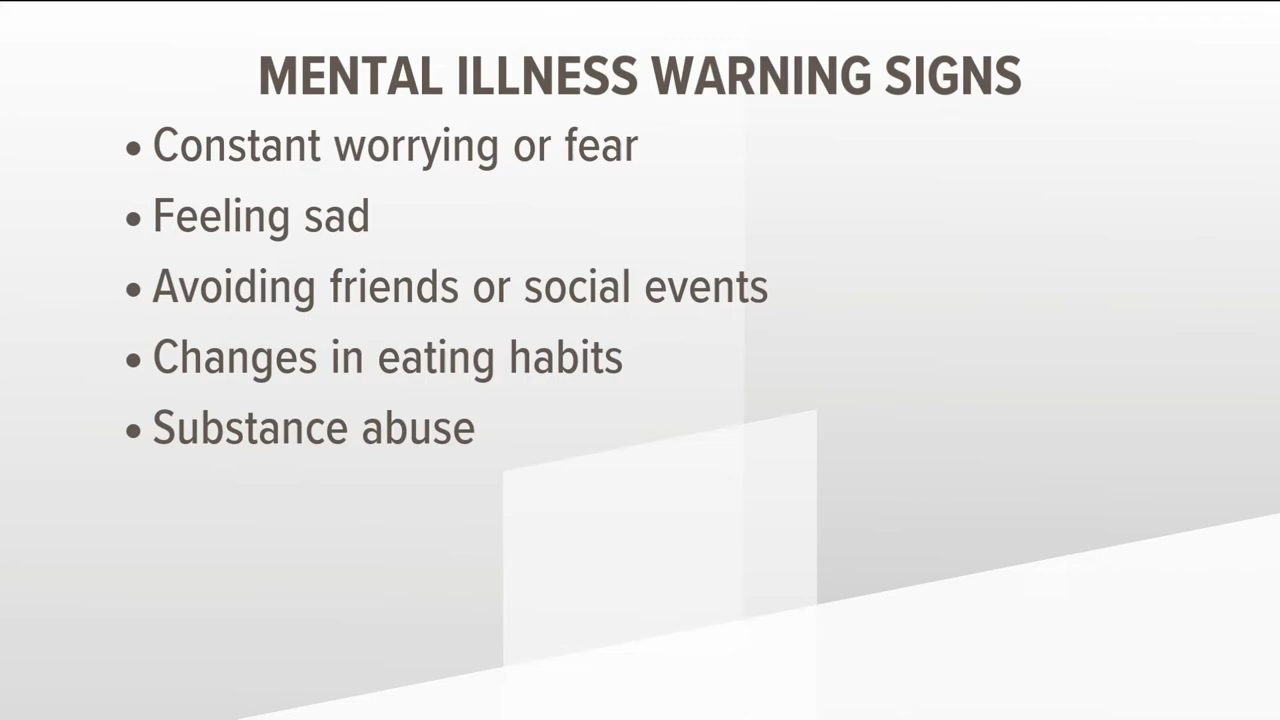 MENTAL ILLNESS WARNING SIGNS
• Constant worrying or fear
• Feeling sad
• Avoiding friends or social events
• Changes in eating habits
• Substance abuse